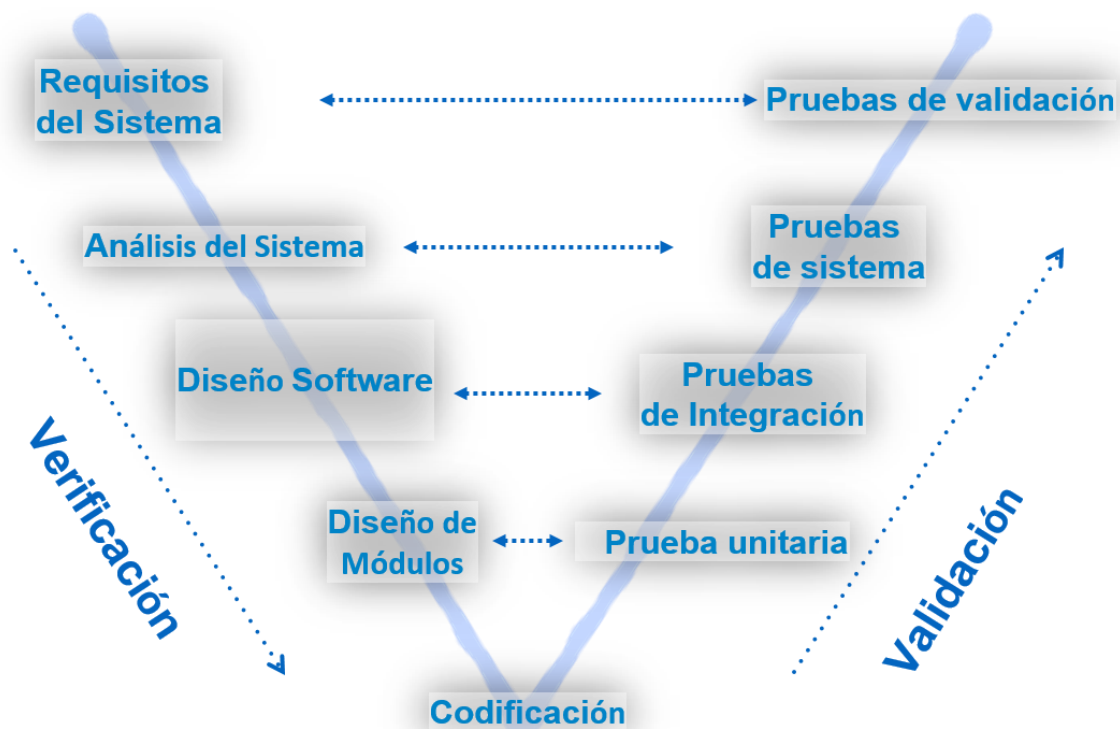 Requisitos
del Sistema
Pruebas de validación
Análisis del Sistema
Pruebas
de sistema
Diseño Software
Pruebas
de Integración
Diseño de
Módulos
Prueba unitaria
Codificación
Verificación
Validación